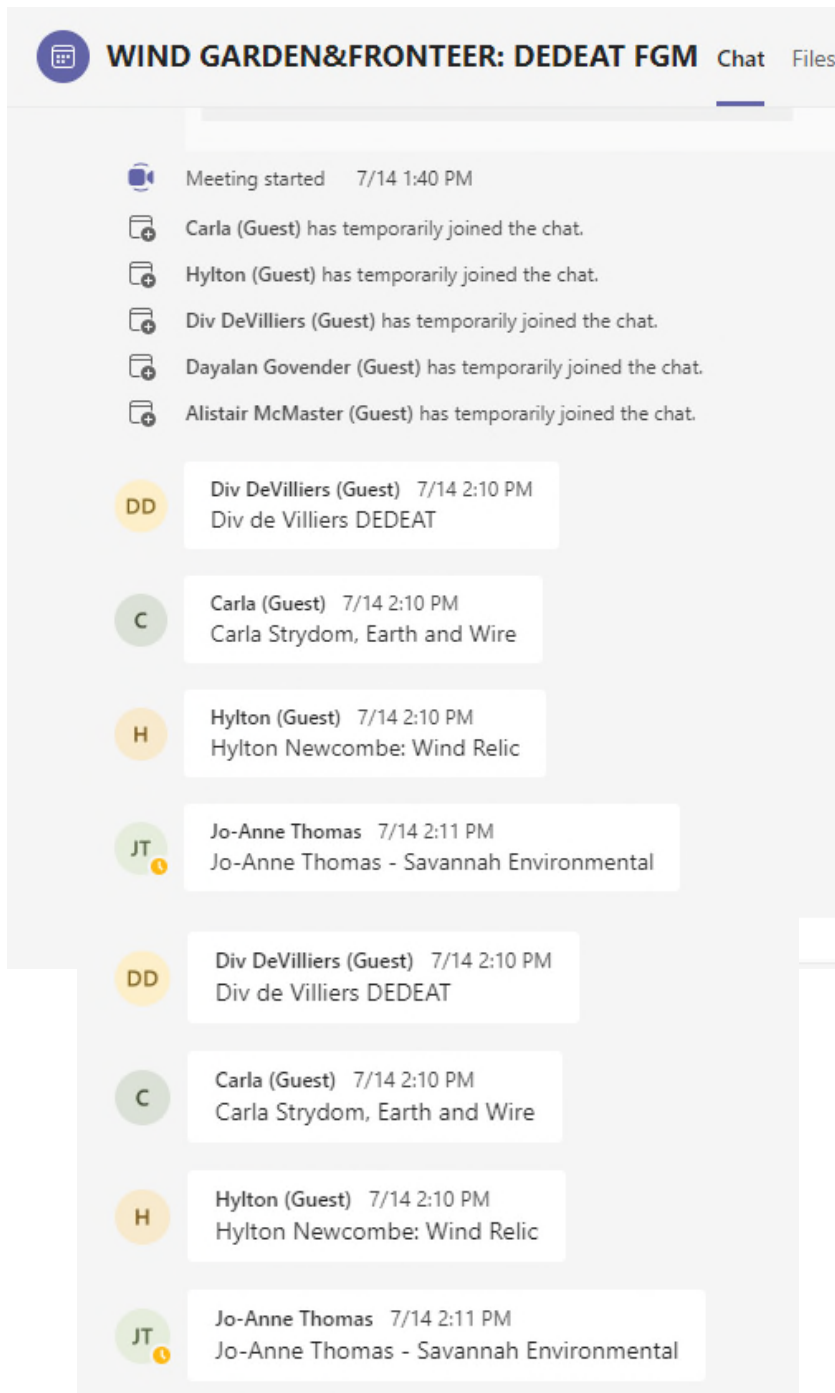 WIND GARDEN&FRONTEER: DEDEAT FGM Chat Files
Meeting started 7/14 1:40 PM
Carla (Guest) has temporarily joined the chat.
Hylton (Guest) has temporarily joined the chat.
Div DeVilliers (Guest) has temporarily joined the chat.
Dayalan Govender (Guest) has temporarily joined the chat.
Alistair McMaster (Guest) has temporarily joined the chat.
DD
Div DeVilliers (Guest) 7/14 2:10 PM
Div de Villiers DEDEAT
C
Carla (Guest) 7/14 2:10 PM
Carla Strydom, Earth and Wire
H
Hylton (Guest) 7/14 2:10 PM
Hylton Newcombe: Wind Relic
JT
Jo-Anne Thomas 7/14 2:11 PM
Jo-Anne Thomas - Savannah Environmental
DD
Div DeVilliers (Guest) 7/14 2:10 PM
Div de Villiers DEDEAT
C
Carla (Guest) 7/14 2:10 PM
Carla Strydom, Earth and Wire
H
Hylton (Guest) 7/14 2:10 PM
Hylton Newcombe: Wind Relic
JT
Jo-Anne Thomas 7/14 2:11 PM
Jo-Anne Thomas - Savannah Environmental